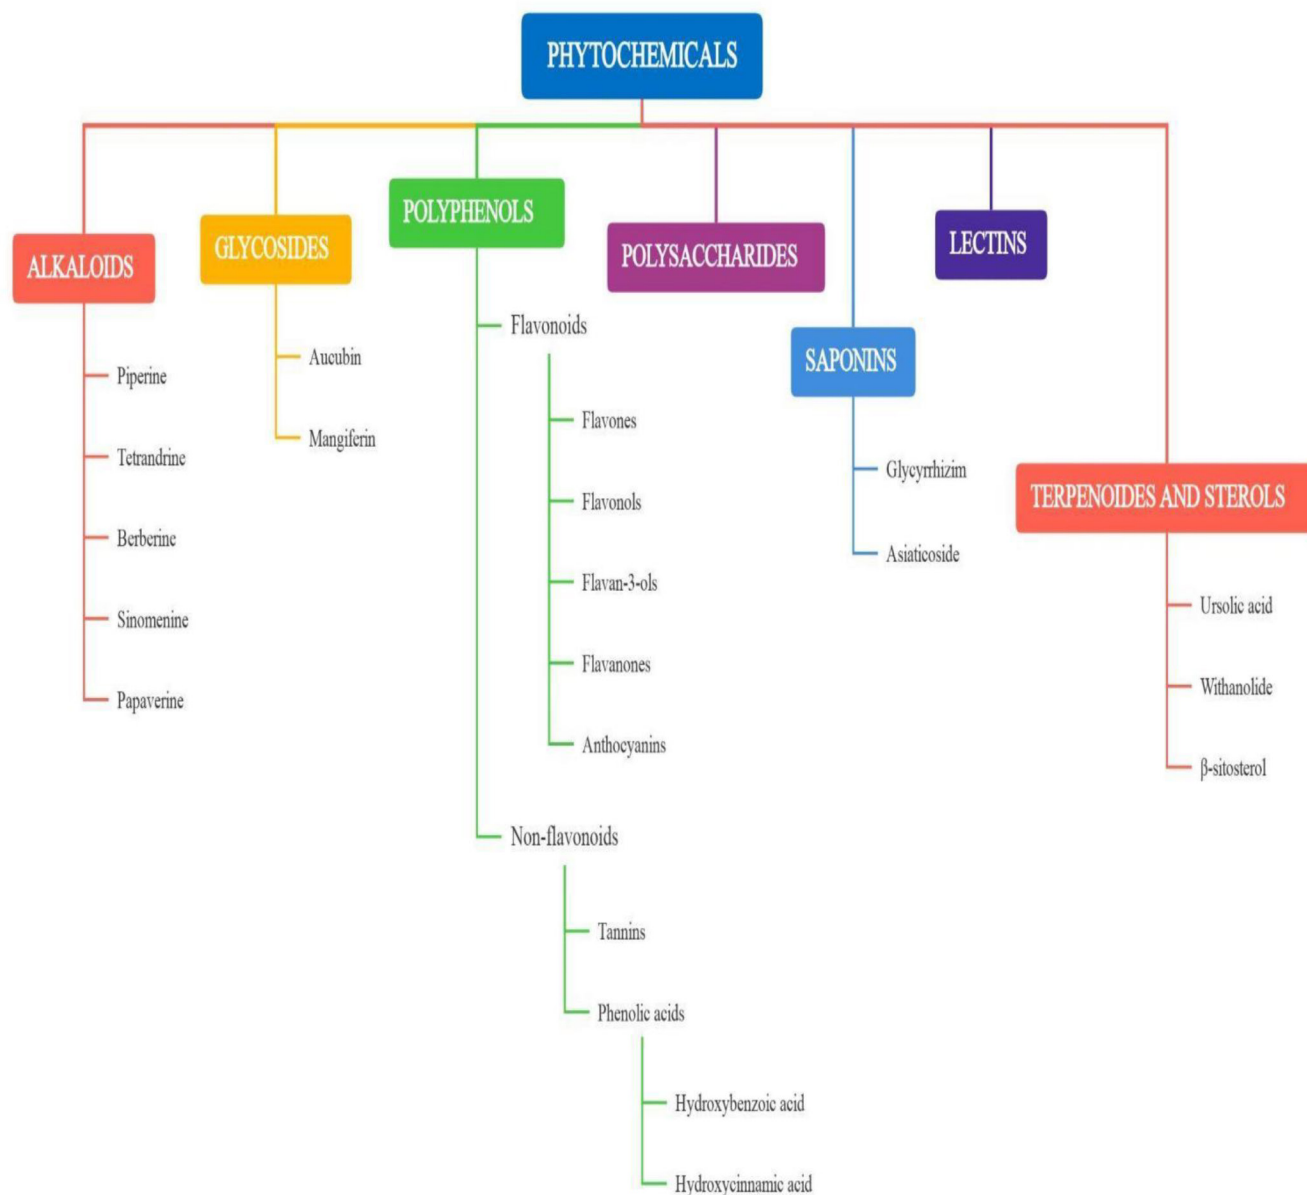 PHYTOCHEMICALS
ALKALOIDS
Piperine
Tetrandrine
Berberine
Sinomenine
Papaverine
GLYCOSIDES
Aucubin
Mangiferin
POLYPHENOLS
Flavonoids
Flavones
Flavonols
Flavan-3-ols
Flavanones
Anthocyanins
Non-flavonoids
Tannins
Phenolic acids
Hydroxybenzoic acid
Hydroxycinnamic acid
POLYSACCHARIDES
SAPONINS
Glycyrrhizim
Asiaticoside
LECTINS
TERPENOIDES AND STEROLS
Ursolic acid
Withanolide
β-sitosterol